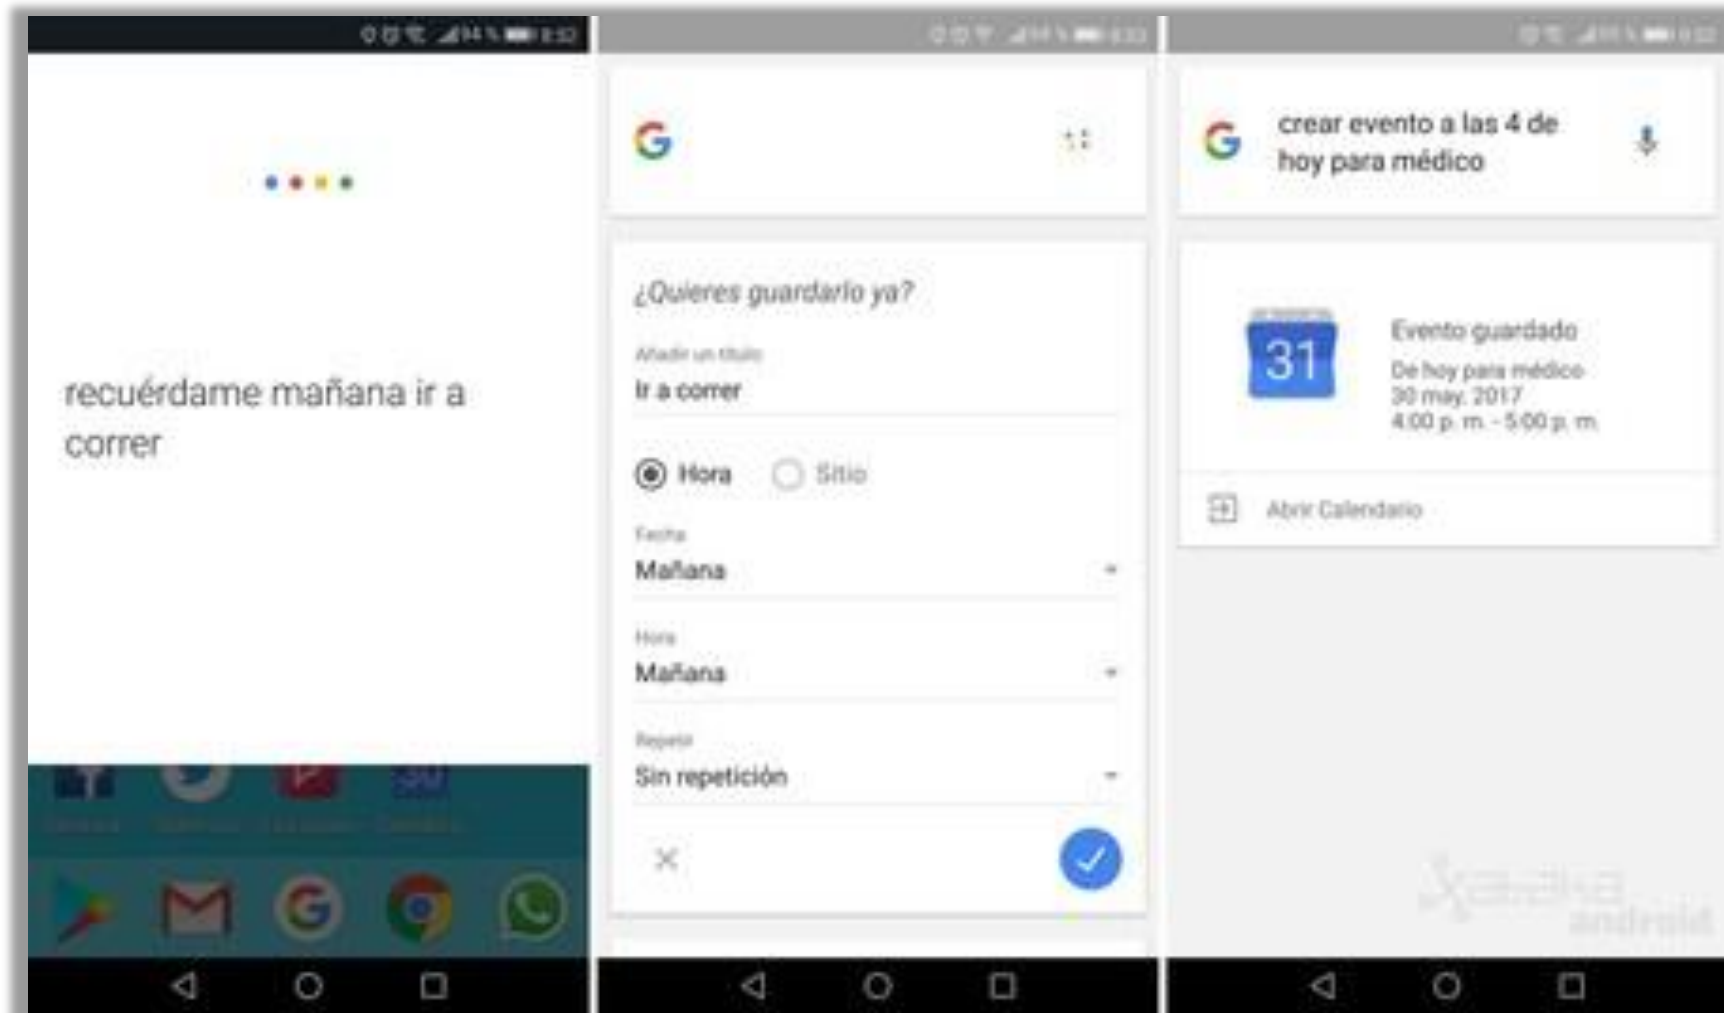 recuérdame mañana ir a
correr
¿Quieres guardarlo ya?
Añadir un título
Ir a correr
Hora Sitio
Fecha
Mañana
Hora
Mañana
Repetir
Sin repetición
crear evento a las 4 de
hoy para médico
31
Evento guardado
De hoy para médico
30 may. 2017
4:00 p. m. - 5:00 p. m.
Abrir Calendario
Xataka
android